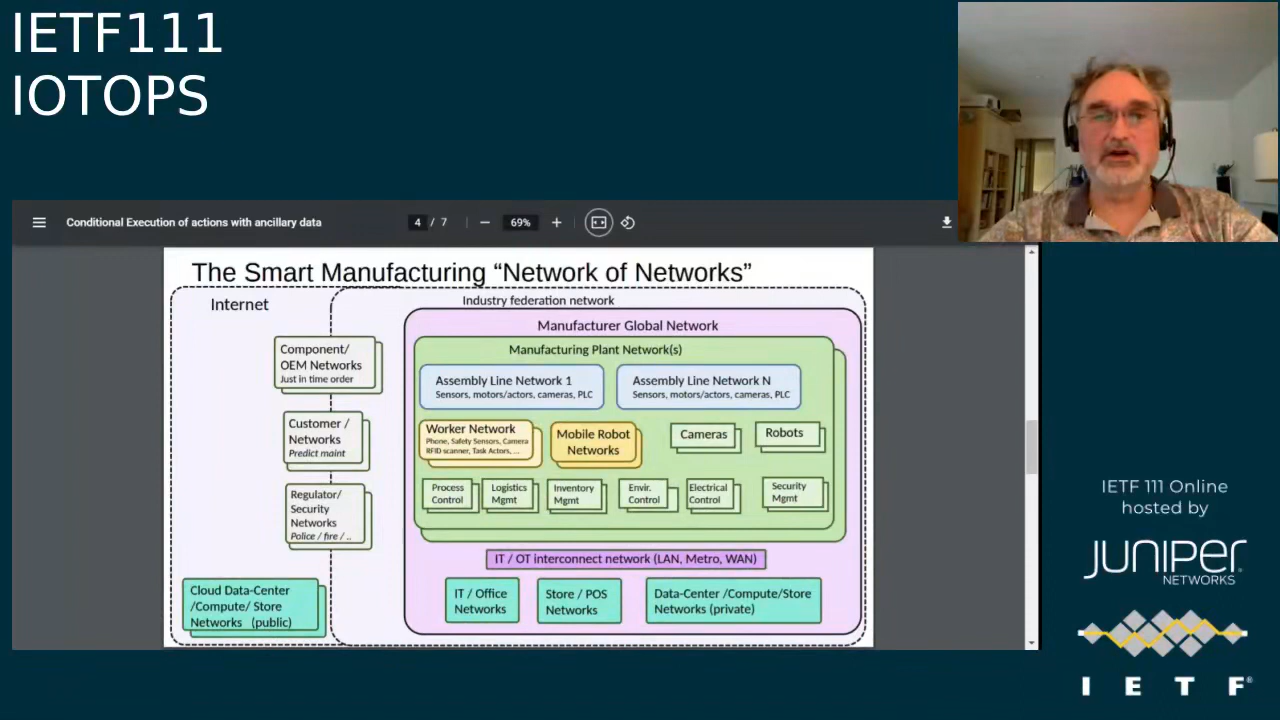 IETF111
IOTOPS
Conditional Execution of actions with ancillary data
4 / 7
69%
The Smart Manufacturing “Network of Networks”
Internet
Industry federation network
Manufacturer Global Network
Manufacturing Plant Network(s)
Component/
OEM Networks
Just in time order
Assembly Line Network 1
Sensors, motors/actors, cameras, PLC
Assembly Line Network N
Sensors, motors/actors, cameras, PLC
Customer /
Networks
Predict maint
Worker Network
Phone, Safety Sensors, Camera
RFID scanner, Task Actors, ...
Mobile Robot
Networks
Cameras
Robots
Regulator/
Security
Networks
Police / fire / ..
Process
Control
Logistics
Mgmt
Inventory
Mgmt
Envir.
Control
Electrical
Control
Security
Mgmt
IT / OT interconnect network (LAN, Metro, WAN)
Cloud Data-Center
/Compute/ Store
Networks (public)
IT / Office
Networks
Store / POS
Networks
Data-Center /Compute/Store
Networks (private)
IETF 111 Online
hosted by
JUNIPER
NETWORKS
I E T F®